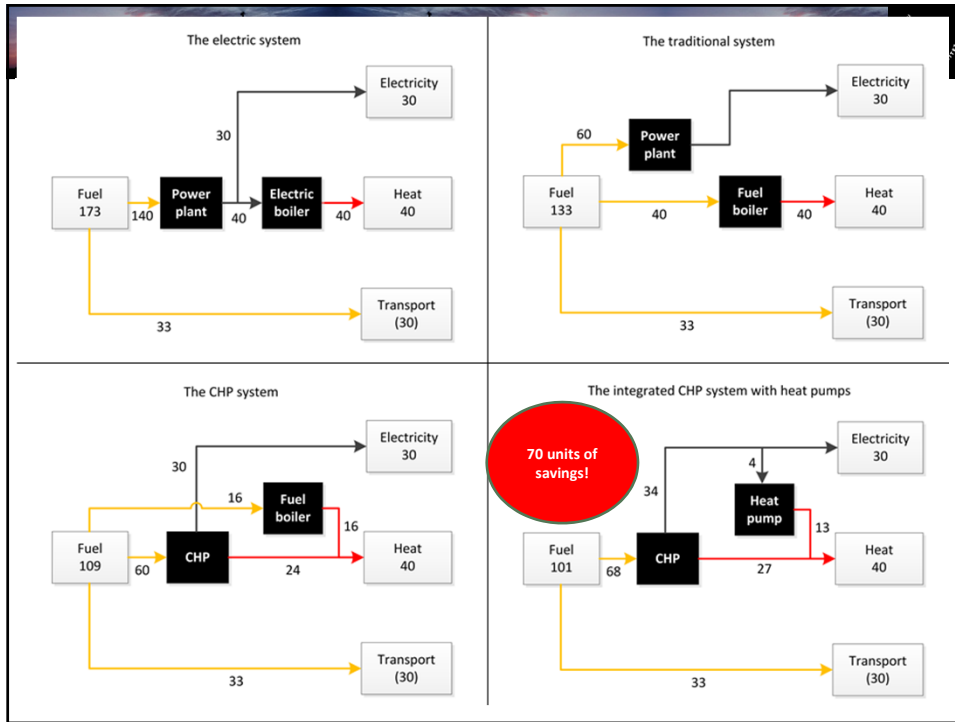 The electric system
Electricity
30
30
Fuel
173
140
Power
plant
40
Electric
boiler
40
Heat
40
33
Transport
(30)
The traditional system
Electricity
30
60
Power
plant
Fuel
133
40
Fuel
boiler
40
Heat
40
33
Transport
(30)
The CHP system
Electricity
30
30
16
Fuel
boiler
16
Fuel
109
60
CHP
24
Heat
40
33
Transport
(30)
The integrated CHP system with heat pumps
70 units of
savings!
Electricity
30
34
4
Heat
pump
13
Fuel
101
68
CHP
27
Heat
40
33
Transport
(30)